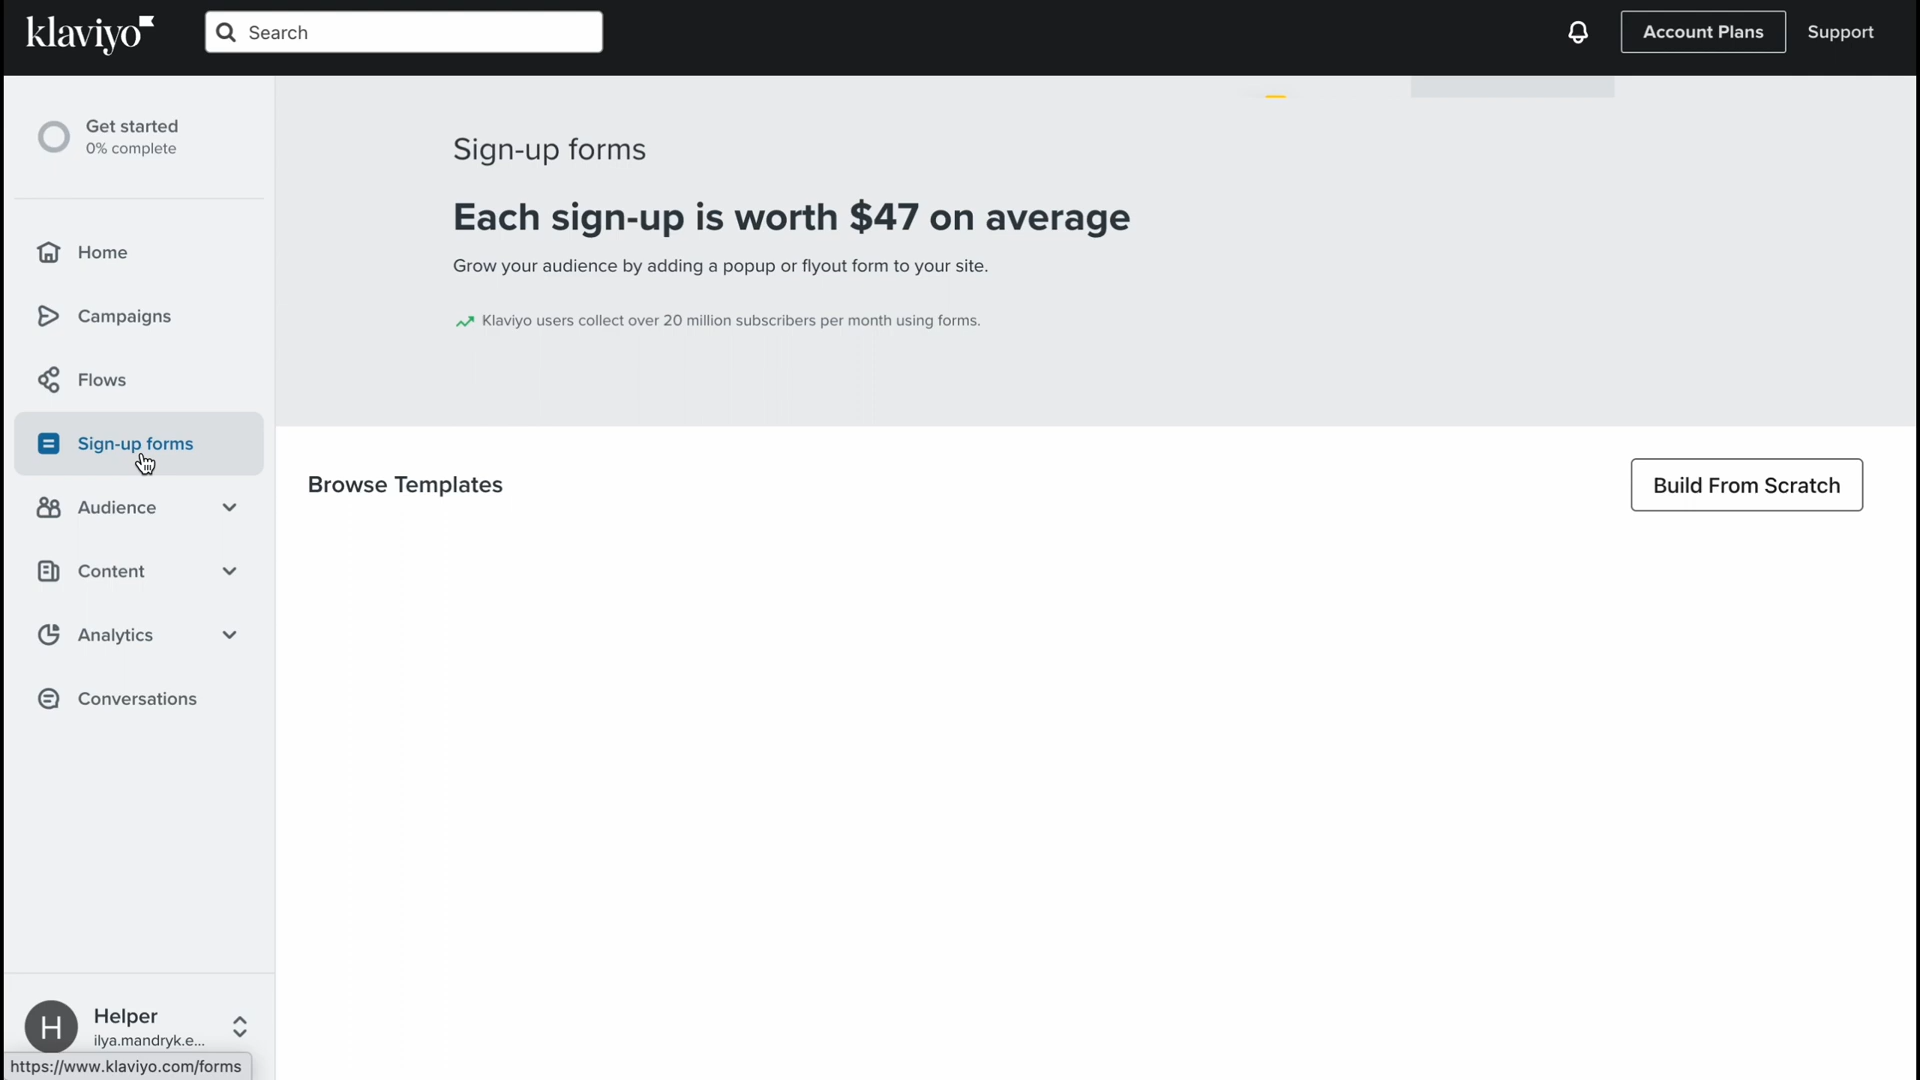 klaviyo
Search
Account Plans
Support
Get started
0% complete
Home
Campaigns
Flows
Sign-up forms
Audience
Content
Analytics
Conversations
H
Helper
ilya.mandryk.e...
https://www.klaviyo.com/forms
Sign-up forms
Each sign-up is worth $47 on average
Grow your audience by adding a popup or flyout form to your site.
Klaviyo users collect over 20 million subscribers per month using forms.
Browse Templates
Build From Scratch